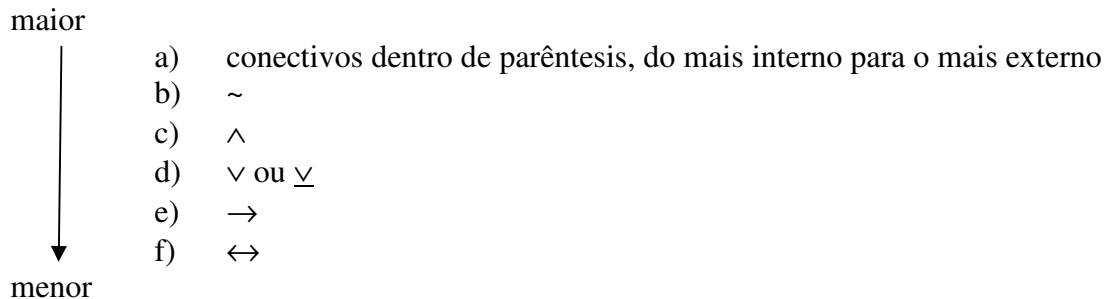 maior
a) conectivos dentro de parêntesis, do mais interno para o mais externo
b) ~
c) ∧
d) ∨ ou ⊻
e) →
f) ↔
menor